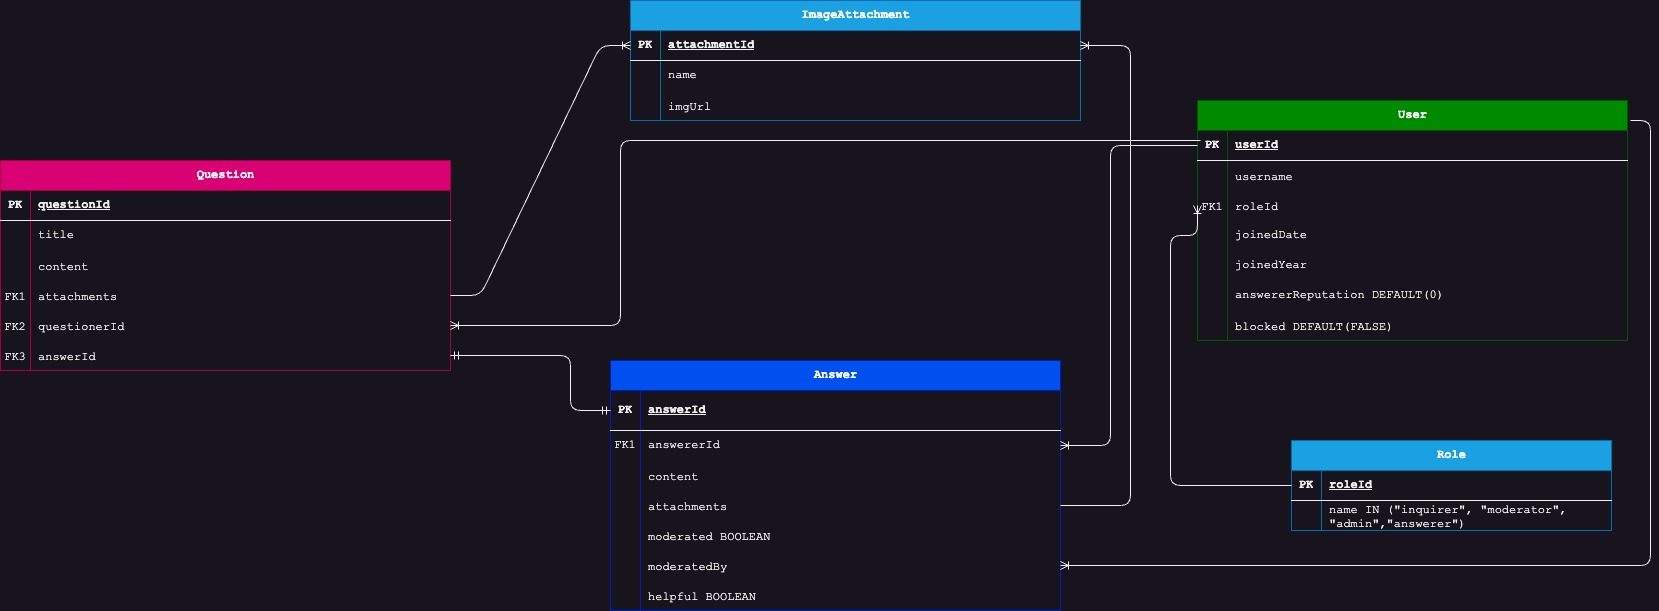 ImageAttachment
PK attachmentId
name
imgUrl
User
PK userId
username
FK1 roleId
joinedDate
joinedYear
answererReputation DEFAULT(0)
blocked DEFAULT(FALSE)
Question
PK questionId
title
content
FK1 attachments
FK2 questionerId
FK3 answerId
Answer
PK answerId
FK1 answererId
content
attachments
moderated BOOLEAN
moderatedBy
helpful BOOLEAN
Role
PK roleId
name IN ("inquirer", "moderator",
"admin","answerer")